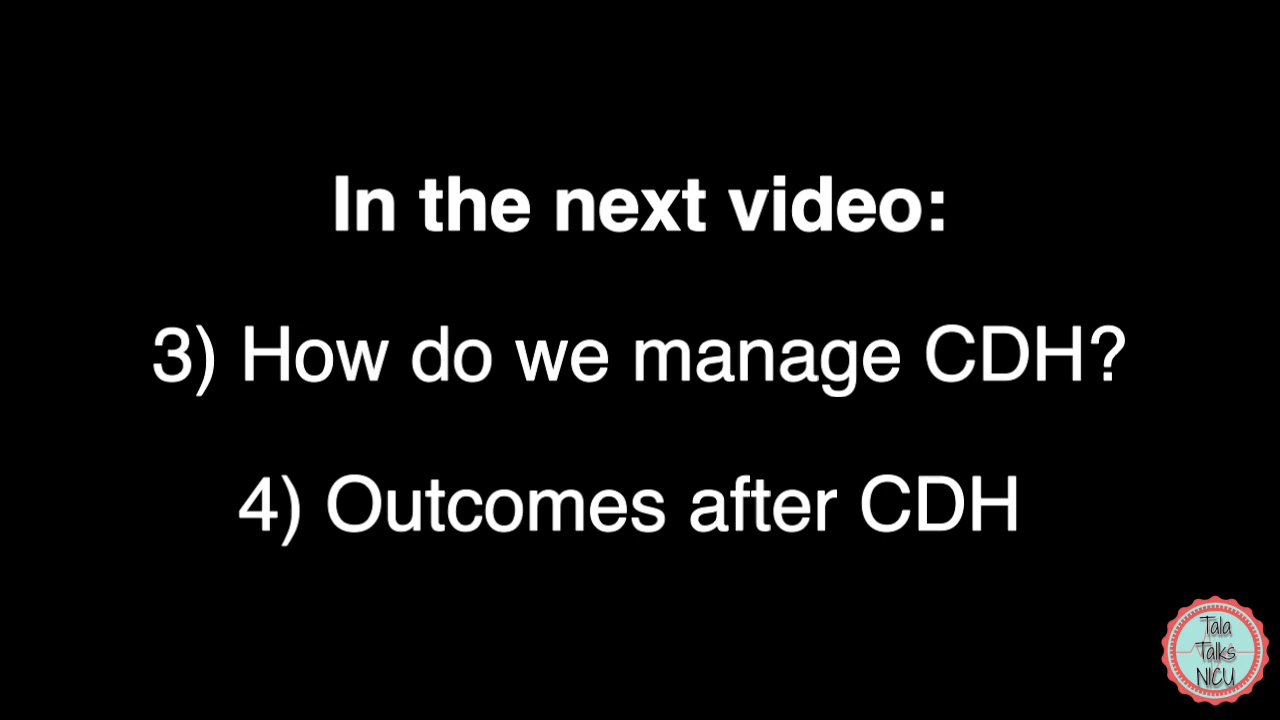 In the next video:
3) How do we manage CDH?
4) Outcomes after CDH
Tala
Talks
NICU